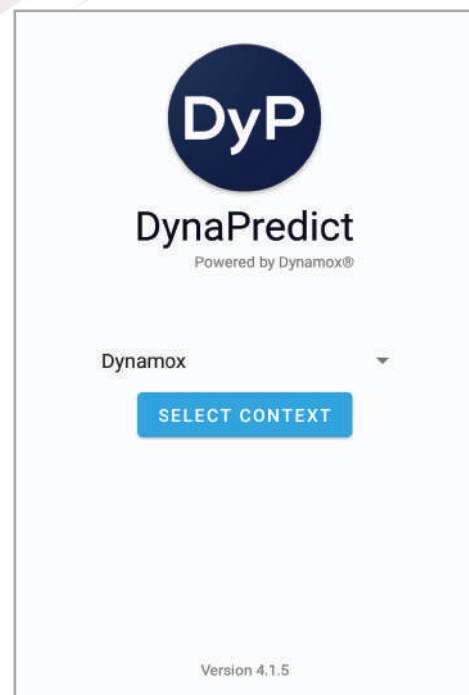 DyP
DynaPredict
Powered by Dynamox®
Dynamox
SELECT CONTEXT
Version 4.1.5